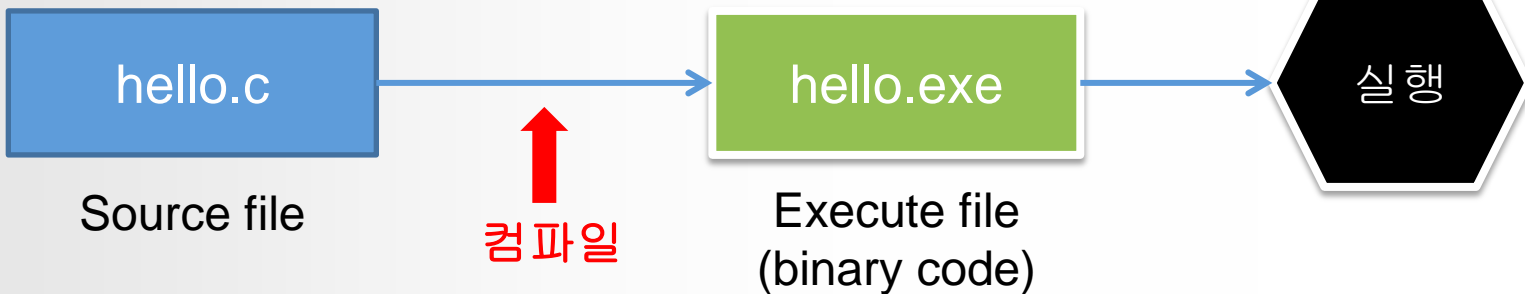 hello.c
hello.exe
실행
Source file
컴파일
Execute file
(binary code)